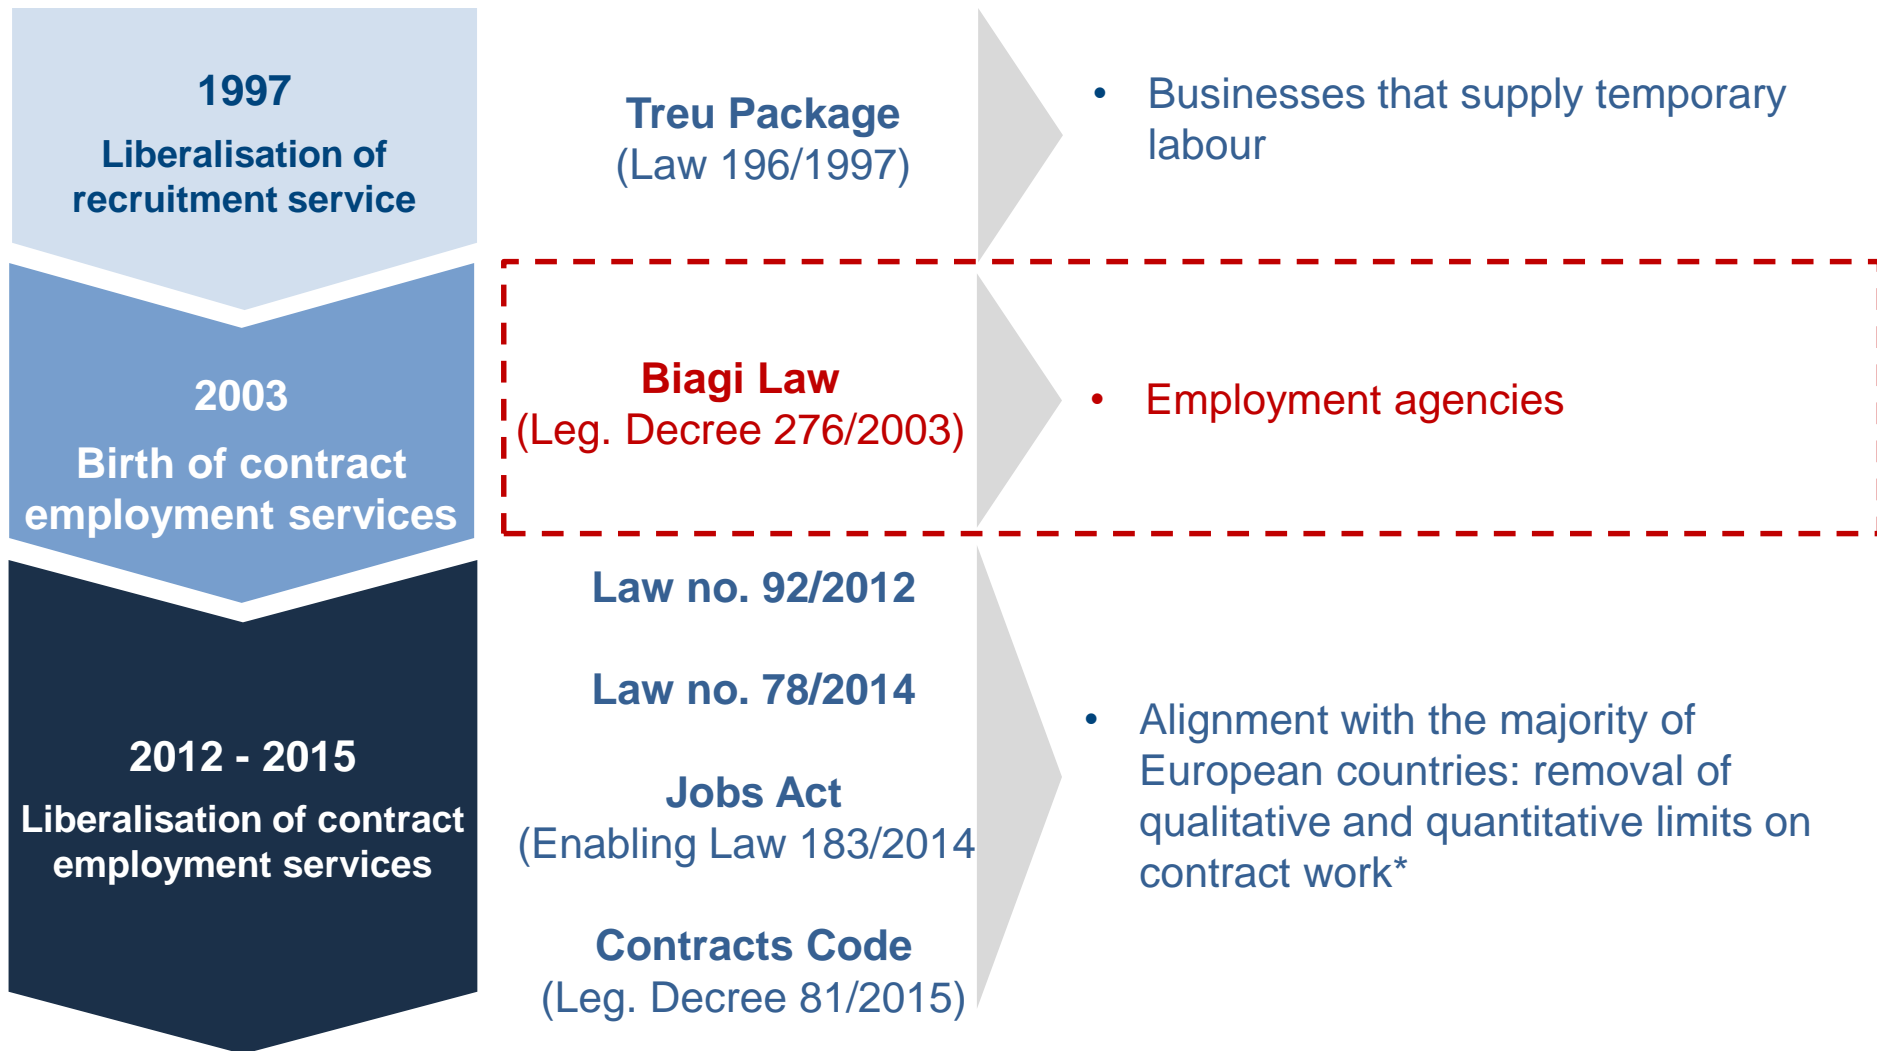 1997
Liberalisation of
recruitment service
Treu Package
(Law 196/1997)
• Businesses that supply temporary
labour
2003
Birth of contract
employment services
Biagi Law
(Leg. Decree 276/2003)
• Employment agencies
2012 - 2015
Liberalisation of contract
employment services
Law no. 92/2012
Law no. 78/2014
Jobs Act
(Enabling Law 183/2014
Contracts Code
(Leg. Decree 81/2015)
• Alignment with the majority of
European countries: removal of
qualitative and quantitative limits on
contract work*